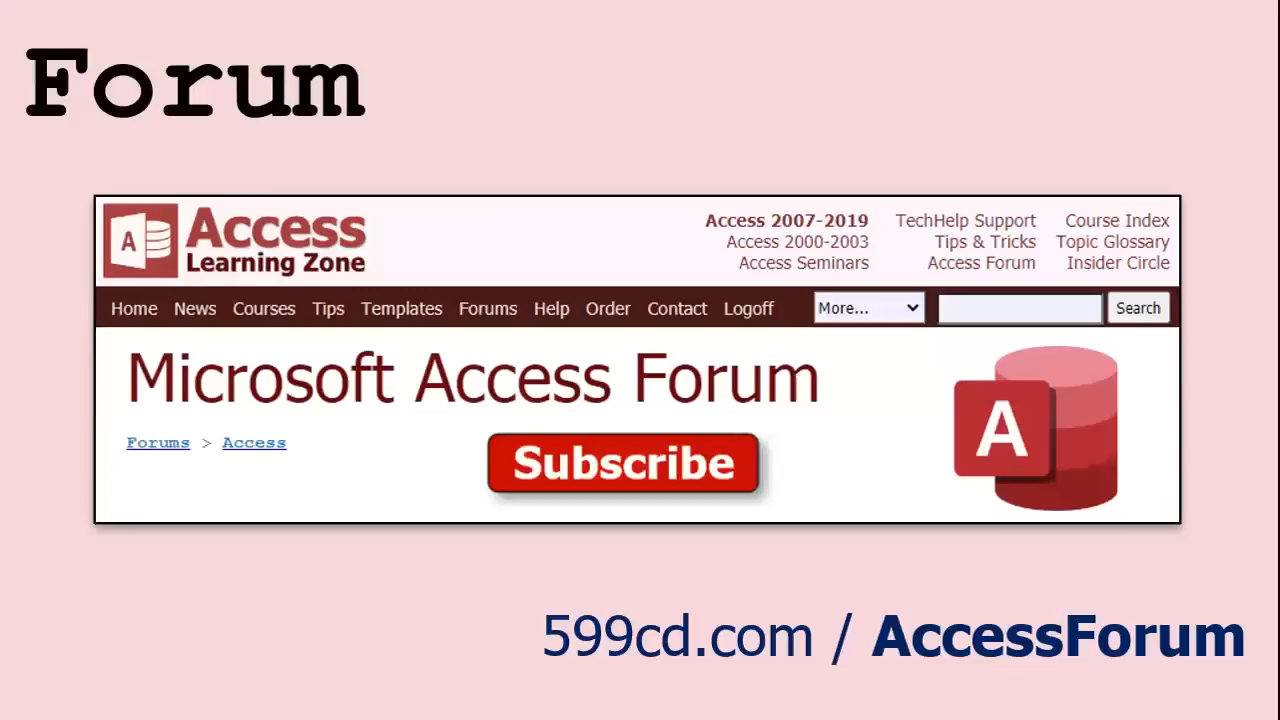 Forum
A
Access
Learning Zone
Access 2007-2019 TechHelp Support Course Index
Access 2000-2003 Tips & Tricks Topic Glossary
Access Seminars Access Forum Insider Circle
Home News Courses Tips Templates Forums Help Order Contact Logoff More... Search
Microsoft Access Forum
A
Forums > Access
Subscribe
599cd.com / AccessForum